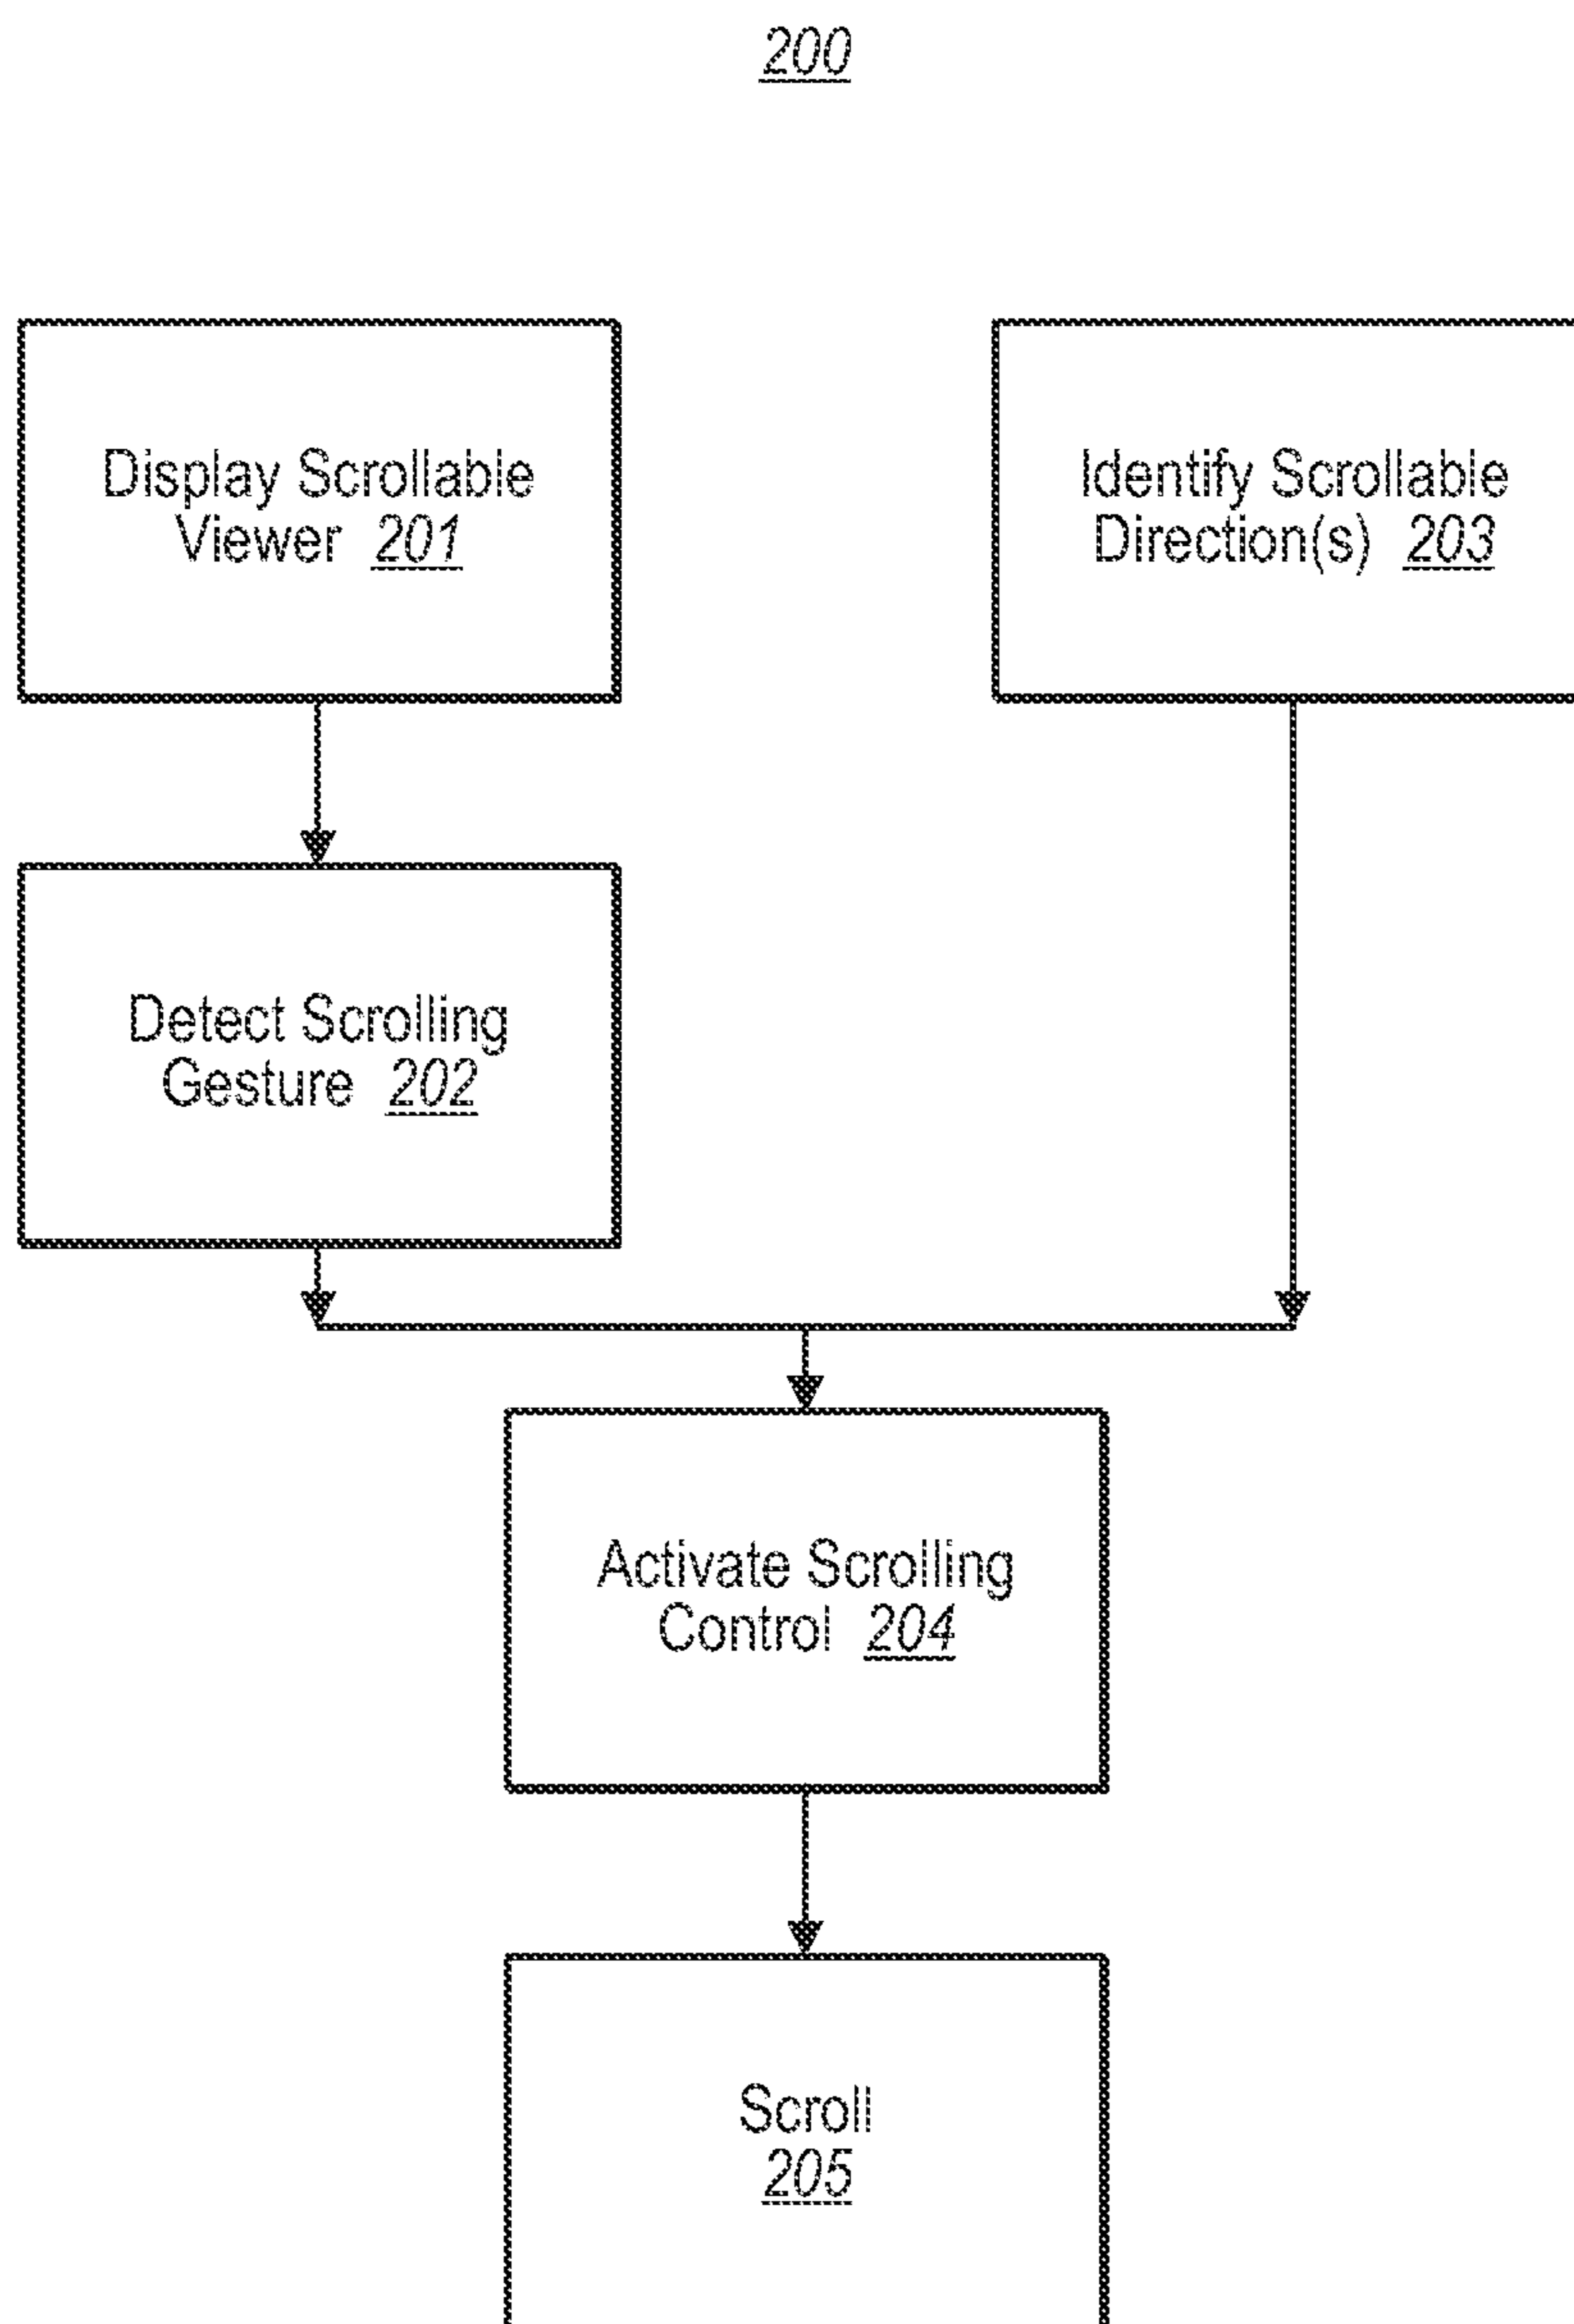 200
Display Scrollable
Viewer 201
Identify Scrollable
Direction(s) 203
Detect Scrolling
Gesture 202
Activate Scrolling
Control 204
Scroll
205